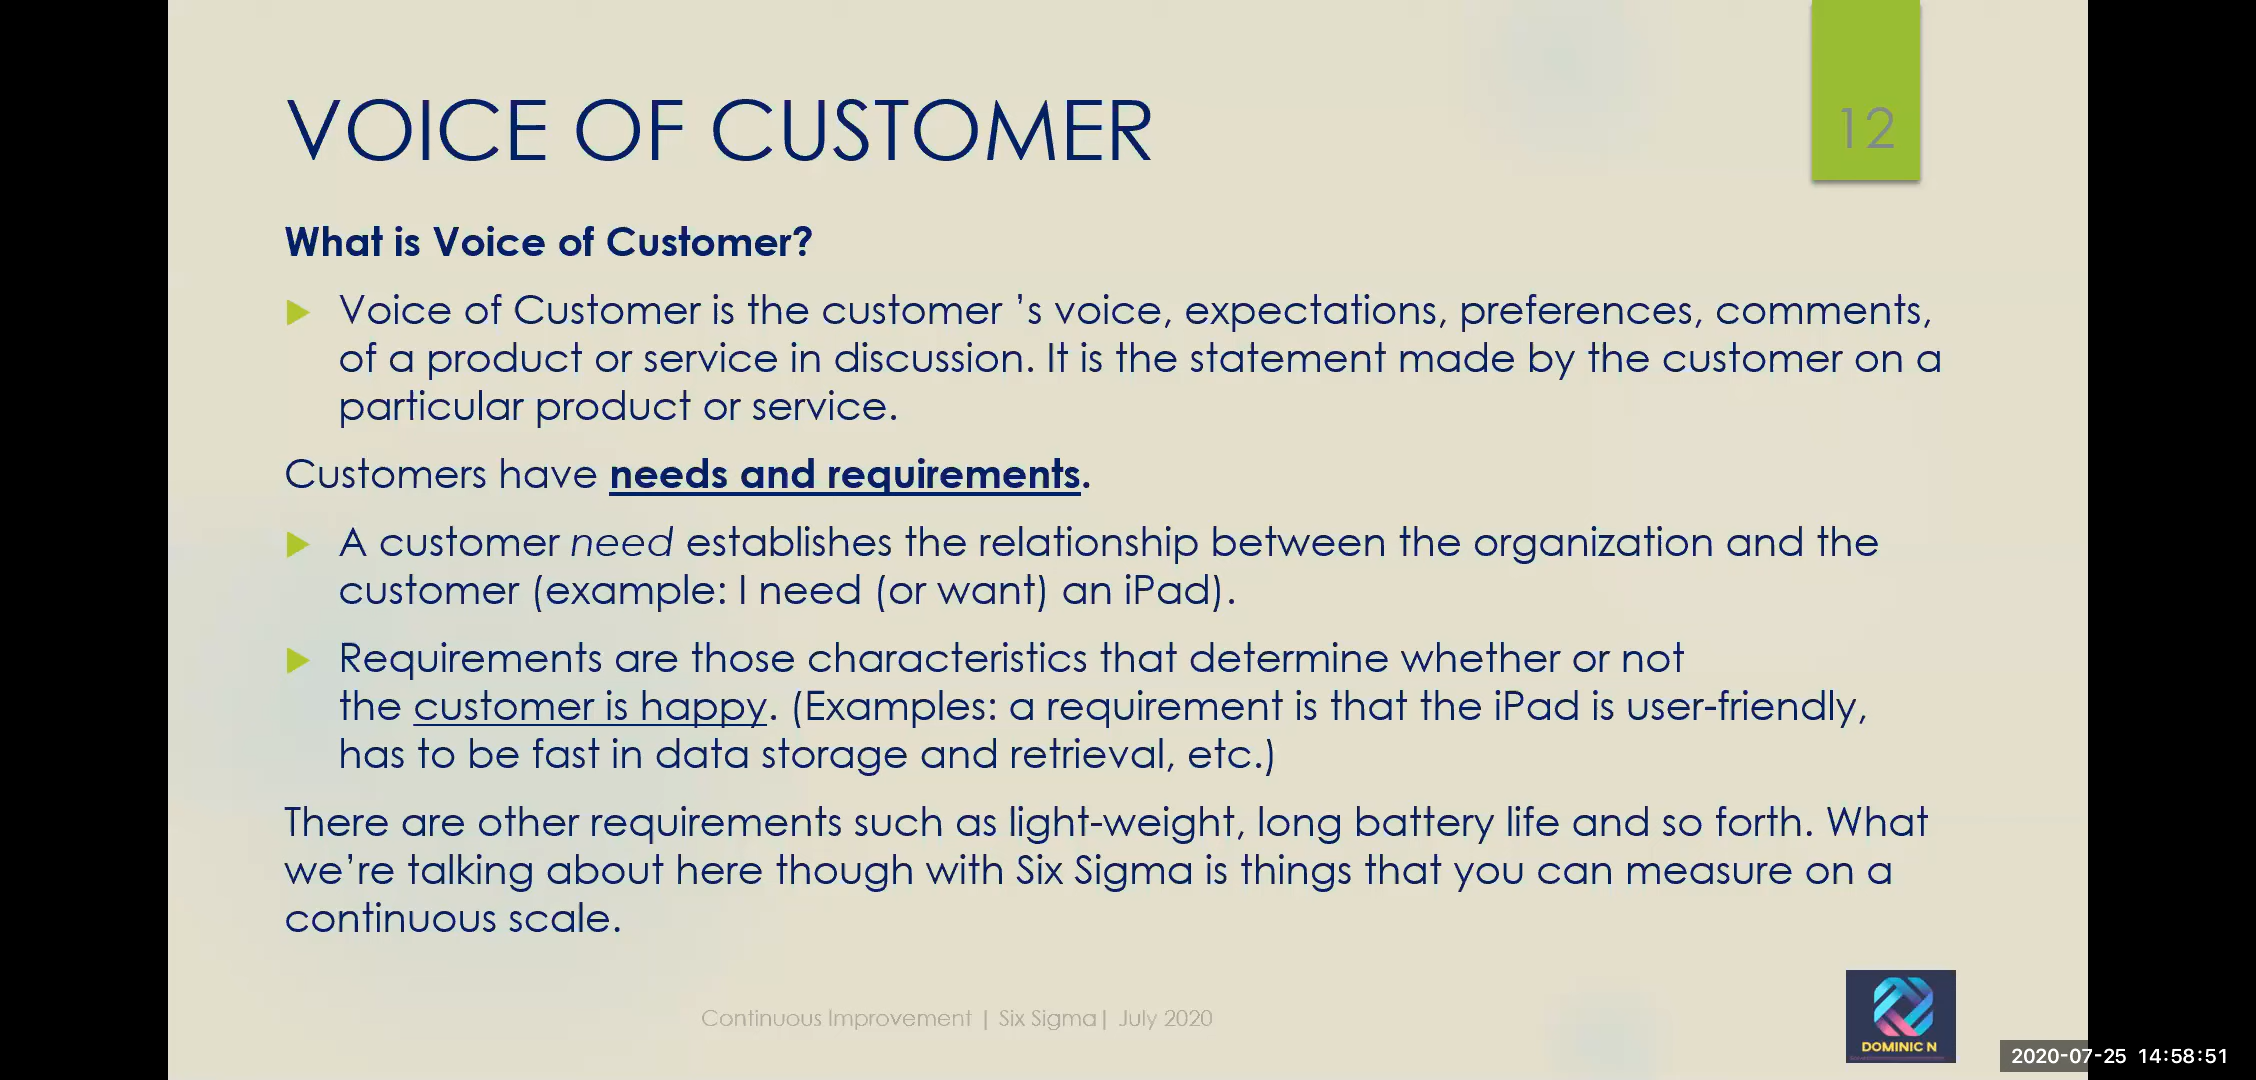 VOICE OF CUSTOMER
12
What is Voice of Customer?
Voice of Customer is the customer ’s voice, expectations, preferences, comments,
of a product or service in discussion. It is the statement made by the customer on a
particular product or service.
Customers have needs and requirements.
A customer need establishes the relationship between the organization and the
customer (example: I need (or want) an iPad).
Requirements are those characteristics that determine whether or not
the customer is happy. (Examples: a requirement is that the iPad is user-friendly,
has to be fast in data storage and retrieval, etc.)
There are other requirements such as light-weight, long battery life and so forth. What
we’re talking about here though with Six Sigma is things that you can measure on a
continuous scale.
Continuous Improvement | Six Sigma| July 2020
DOMINIC N
2020-07-25 14:58:51